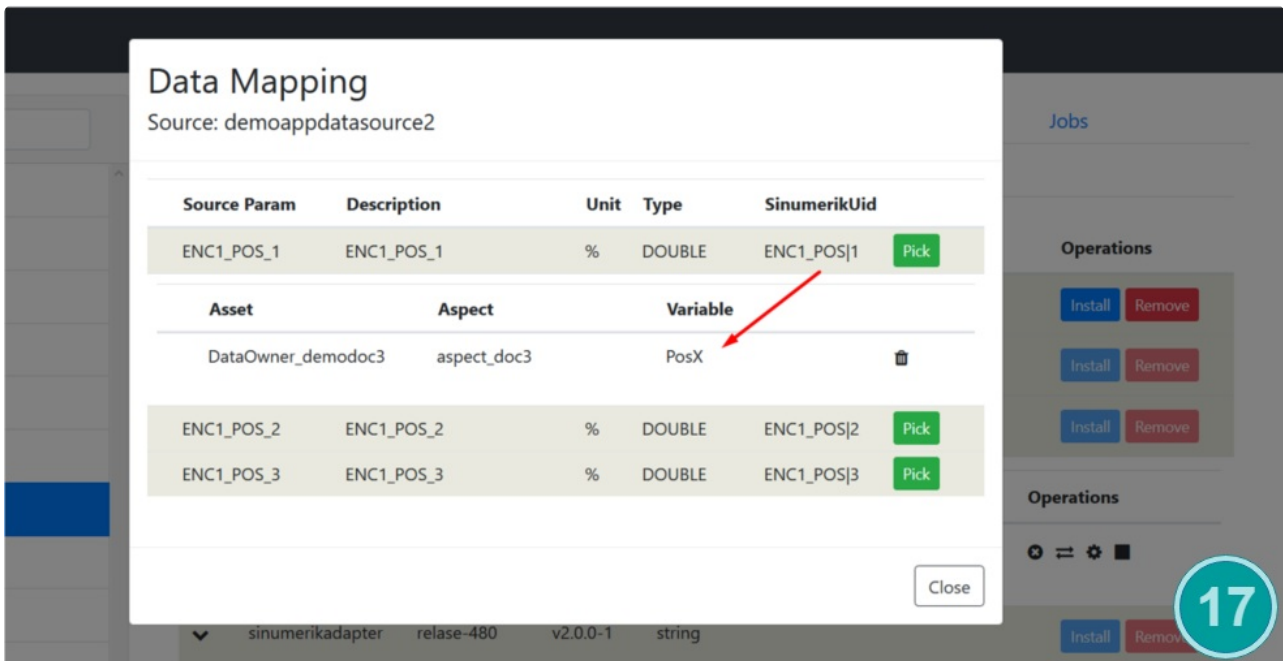 Data Mapping
Source: demoappdatasource2
Jobs
Source Param Description Unit Type SinumerikUid
ENC1_POS_1 ENC1_POS_1 % DOUBLE ENC1_POS|1 Pick
Operations
Asset Aspect Variable
Install Remove
DataOwner_demodoc3 aspect_doc3 PosX
Install Remove
ENC1_POS_2 ENC1_POS_2 % DOUBLE ENC1_POS|2 Pick
Install Remove
ENC1_POS_3 ENC1_POS_3 % DOUBLE ENC1_POS|3 Pick
Operations
Close
17
sinumerikadapter relase-480 v2.0.0-1 string
Install Remove